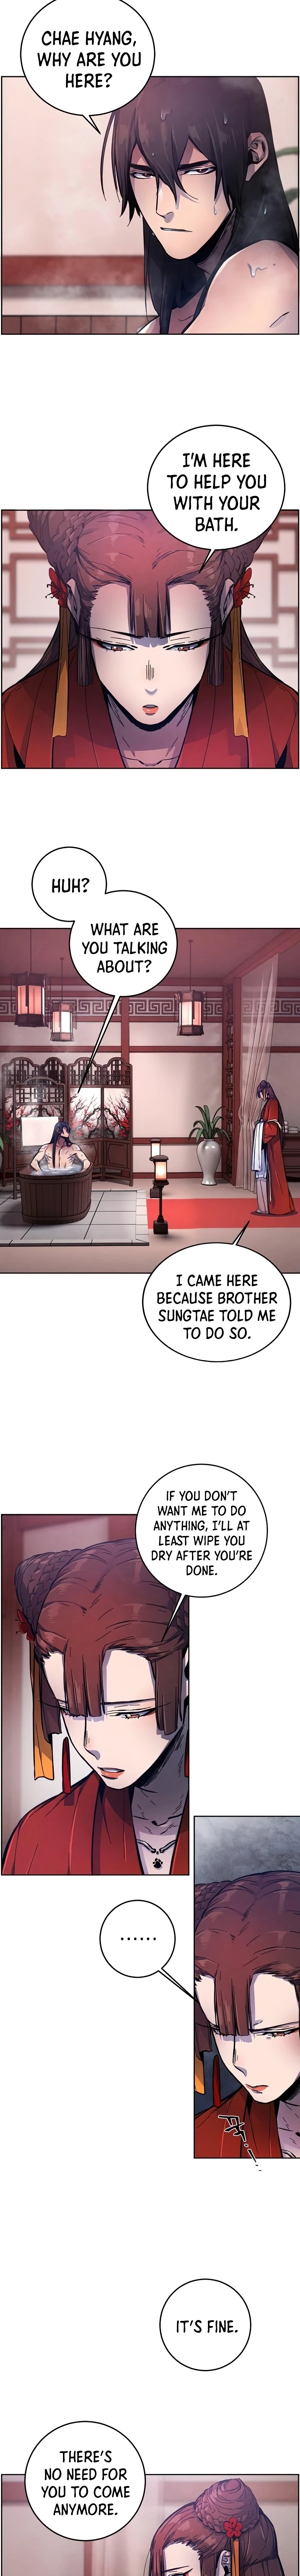 CHAE HYANG,
WHY ARE YOU
HERE?
I'M HERE
TO HELP YOU
WITH YOUR
BATH.
HUH?
WHAT ARE
YOU TALKING
ABOUT?
I CAME HERE
BECAUSE BROTHER
SUNGTAE TOLD ME
TO DO SO.
IF YOU DON'T
WANT ME TO DO
ANYTHING, I'LL AT
LEAST WIPE YOU
DRY AFTER YOU'RE
DONE.
......
IT'S FINE.
THERE'S
NO NEED FOR
YOU TO COME
ANYMORE.